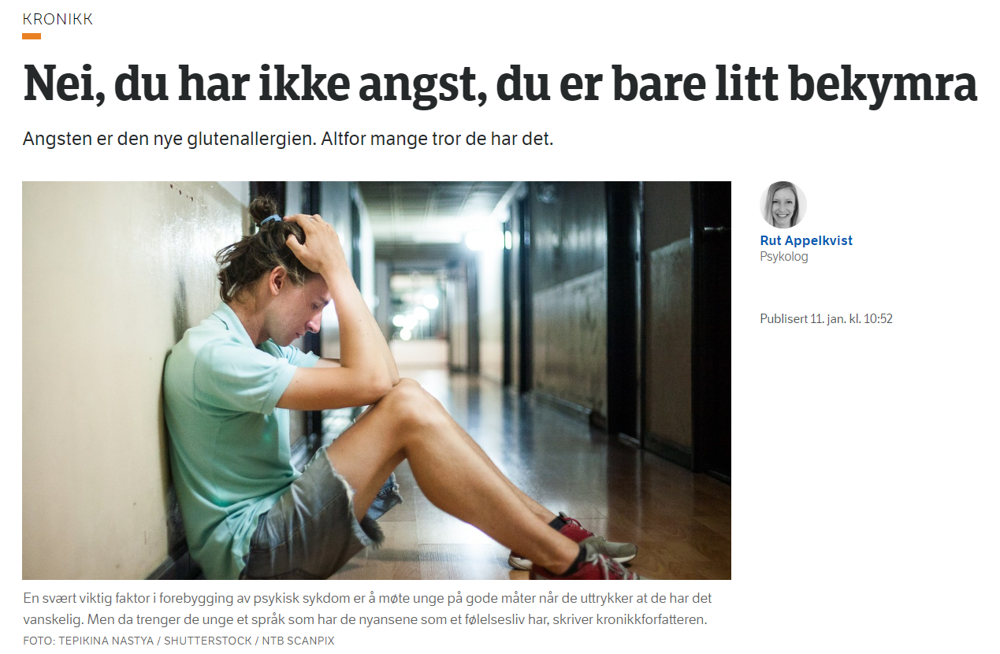 KRONIKK
Nei, du har ikke angst, du er bare litt bekymra
Angsten er den nye glutenallergien. Altfor mange tror de har det.
Rut Appelkvist
Psykolog
Publisert 11. jan. kl. 10:52
En svært viktig faktor i forebygging av psykisk sykdom er å møte unge på gode måter når de uttrykker at de har det
vanskelig. Men da trenger de unge et språk som har de nyansene som et følelsesliv har, skriver kronikkforfatteren.
FOTO: TEPIKINA NASTYA / SHUTTERSTOCK / NTB SCANPIX